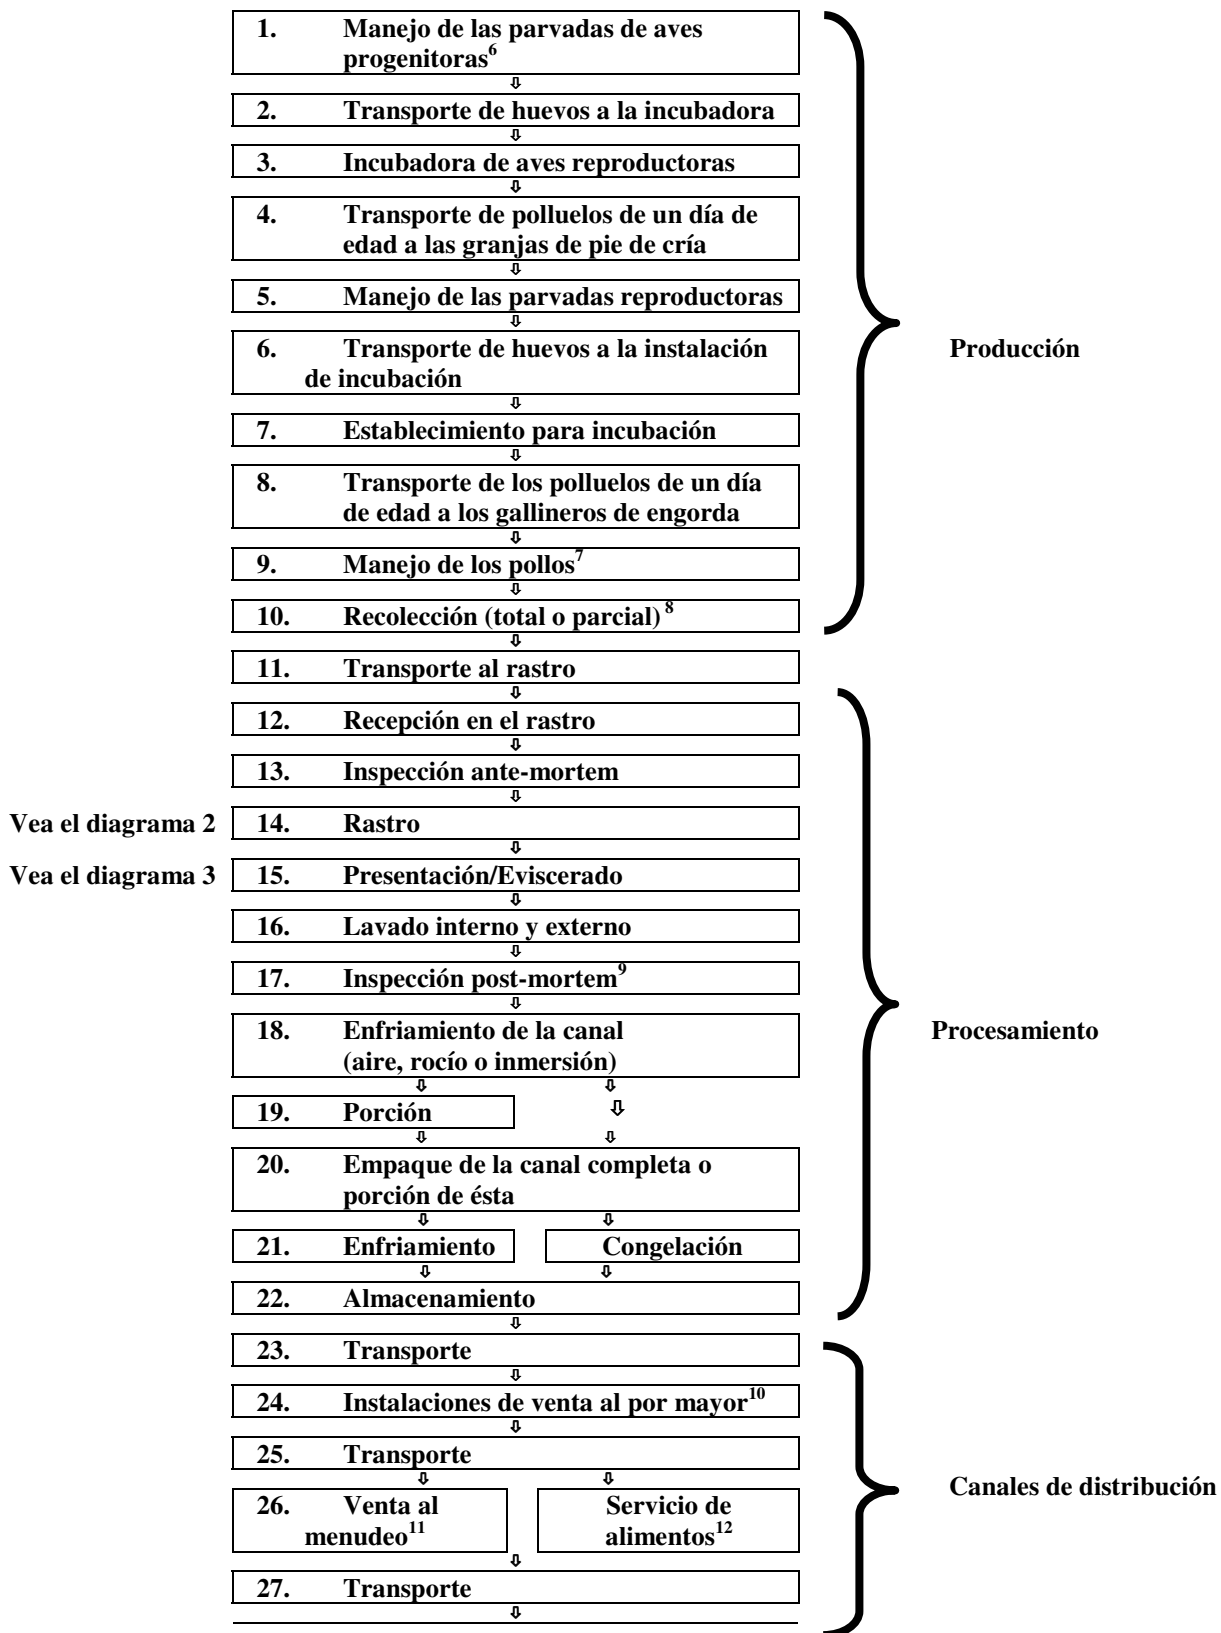 1. Manejo de las parvadas de aves
progenitoras6
2. Transporte de huevos a la incubadora
3. Incubadora de aves reproductoras
4. Transporte de polluelos de un día de
edad a las granjas de pie de cría
5. Manejo de las parvadas reproductoras
6. Transporte de huevos a la instalación
de incubación
Producción
7. Establecimiento para incubación
8. Transporte de los polluelos de un día
de edad a los gallineros de engorda
9. Manejo de los pollos7
10. Recolección (total o parcial) 8
11. Transporte al rastro
12. Recepción en el rastro
13. Inspección ante-mortem
Vea el diagrama 2 14. Rastro
Vea el diagrama 3 15. Presentación/Eviscerado
16. Lavado interno y externo
17. Inspección post-mortem9
18. Enfriamiento de la canal
(aire, rocío o inmersión)
Procesamiento
19. Porción
20. Empaque de la canal completa o
porción de ésta
21. Enfriamiento Congelación
22. Almacenamiento
23. Transporte
24. Instalaciones de venta al por mayor10
25. Transporte
Canales de distribución
26. Venta al
menudeo11
Servicio de
alimentos12
27. Transporte